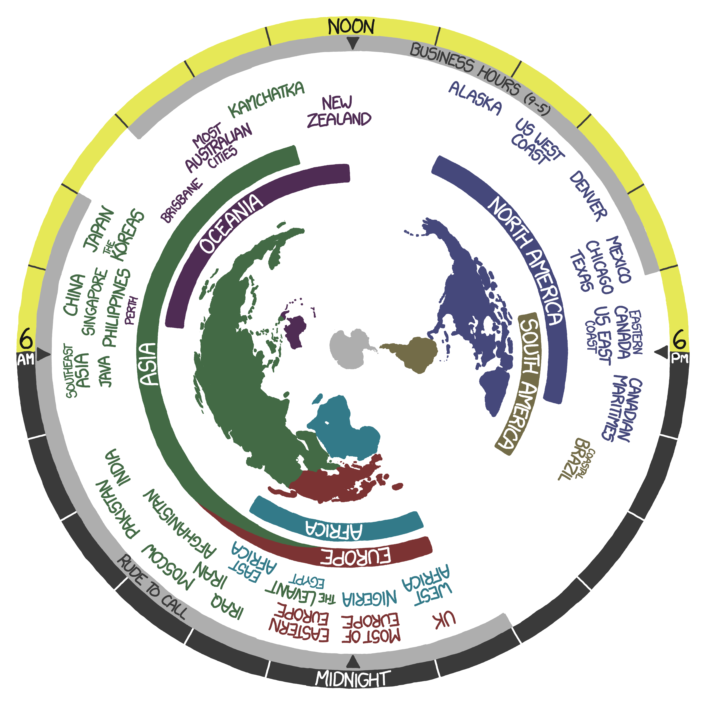 NOON
BUSINESS HOURS (9-5)
KAMCHATKA
NEW
ZEALAND
ALASKA
US WEST
COAST
MOST
AUSTRALIAN
CITIES
BRISBANE
DENVER
OCEANIA
NORTH AMERICA
JAPAN
THE
KOREAS
MEXICO
CHICAGO
TEXAS
CHINA
SINGAPORE
PHILIPPINES
PERTH
EASTERN
CANADA
US EAST
COAST
6
AM
6
PM
SOUTHEAST
ASIA
JAVA
ASIA
SOUTH AMERICA
CANADIAN
MARITIMES
COASTAL
BRAZIL
INDIA
PAKISTAN
AFGHANISTAN
MOSCOW
IRAN
IRAQ
RUDE TO CALL
AFRICA
EUROPE
EAST
AFRICA
EGYPT
THE LEVANT
NIGERIA
WEST
AFRICA
EASTERN
EUROPE
MOST OF
EUROPE
UK
MIDNIGHT